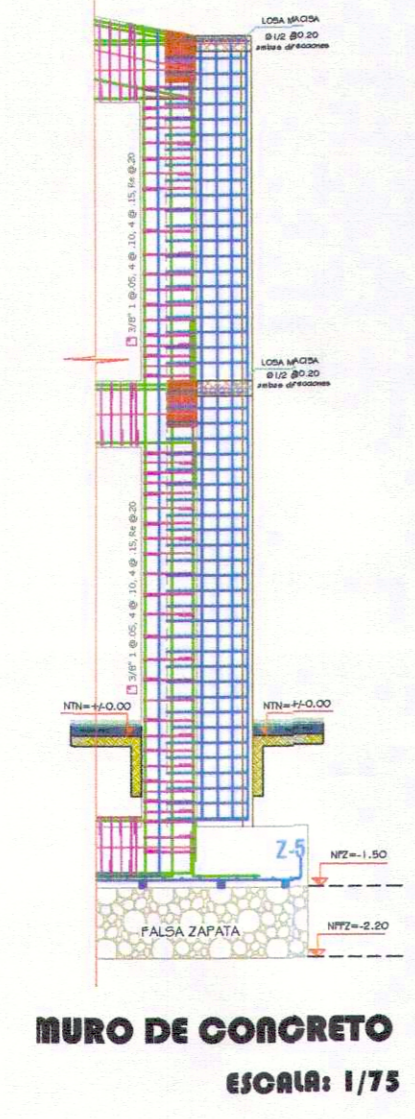 LOSA MACISA
Ø 1/2 @0.20
ambas direcciones
3/8" 1 @.05, 4 @ .10, 4 @ .15, Re @.20
LOSA MACISA
Ø 1/2 @0.20
ambas direcciones
3/8" 1 @.05, 4 @ .10, 4 @ .15, Re @.20
NTN=+/-0.00
NTN=+/-0.00
Z-5
NFZ=-1.50
FALSA ZAPATA
NFFZ=-2.20
MURO DE CONCRETO
ESCALA: 1/75